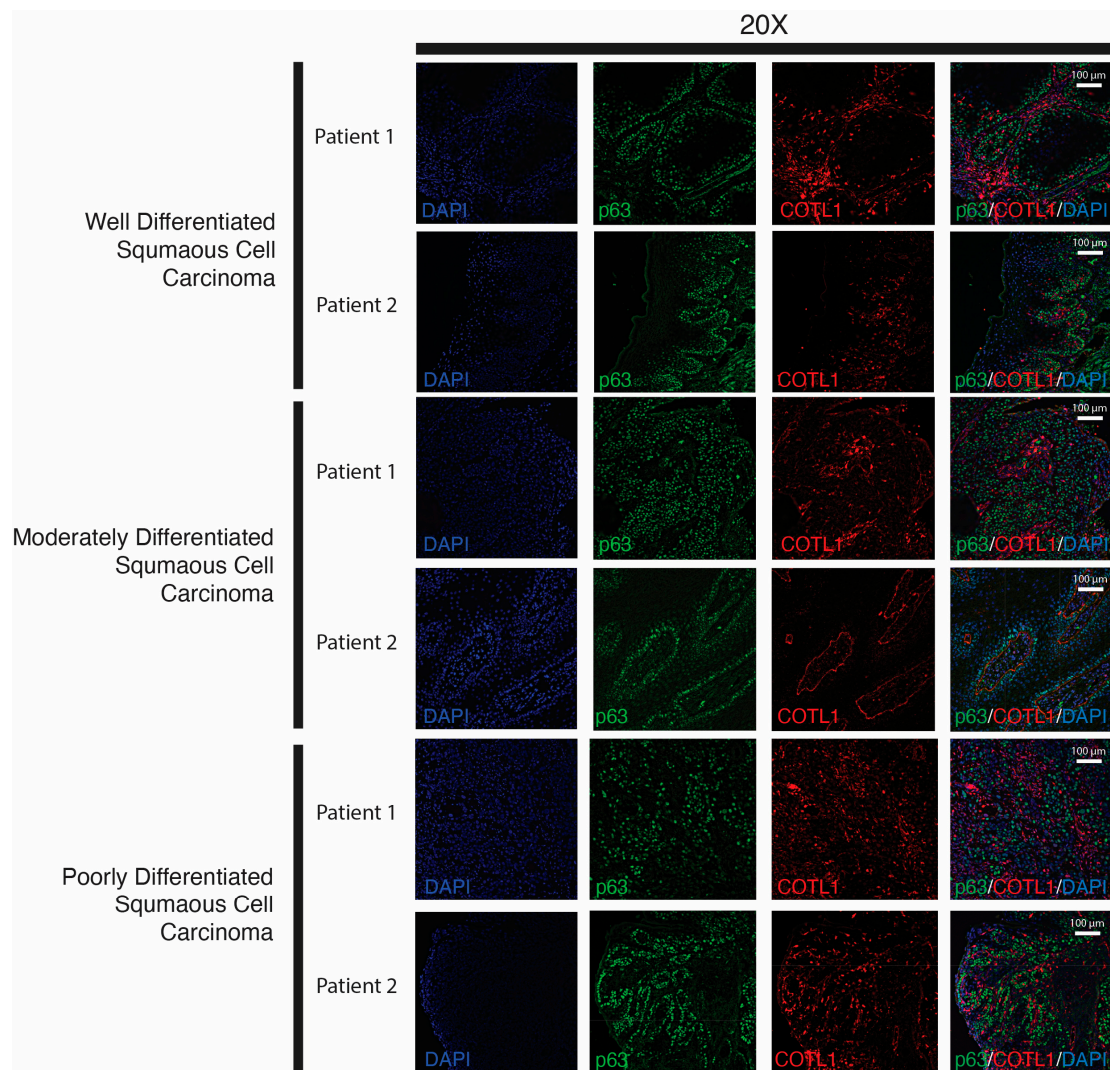 20X
Well Differentiated
Squmaous Cell
Carcinoma
Patient 1
DAPI
p63
COTL1
100 µm
p63/COTL1/DAPI
Patient 2
DAPI
p63
COTL1
100 µm
p63/COTL1/DAPI
Moderately Differentiated
Squmaous Cell
Carcinoma
Patient 1
DAPI
p63
COTL1
100 µm
p63/COTL1/DAPI
Patient 2
DAPI
p63
COTL1
100 µm
p63/COTL1/DAPI
Poorly Differentiated
Squmaous Cell
Carcinoma
Patient 1
DAPI
p63
COTL1
100 µm
p63/COTL1/DAPI
Patient 2
DAPI
p63
COTL1
100 µm
p63/COTL1/DAPI